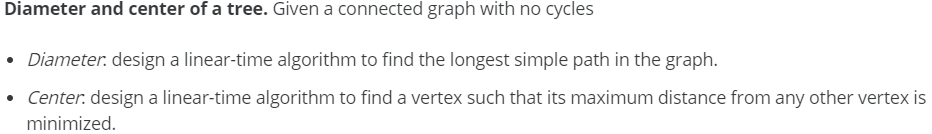 Diameter and center of a tree. Given a connected graph with no cycles
• Diameter: design a linear-time algorithm to find the longest simple path in the graph.
• Center: design a linear-time algorithm to find a vertex such that its maximum distance from any other vertex is
minimized.